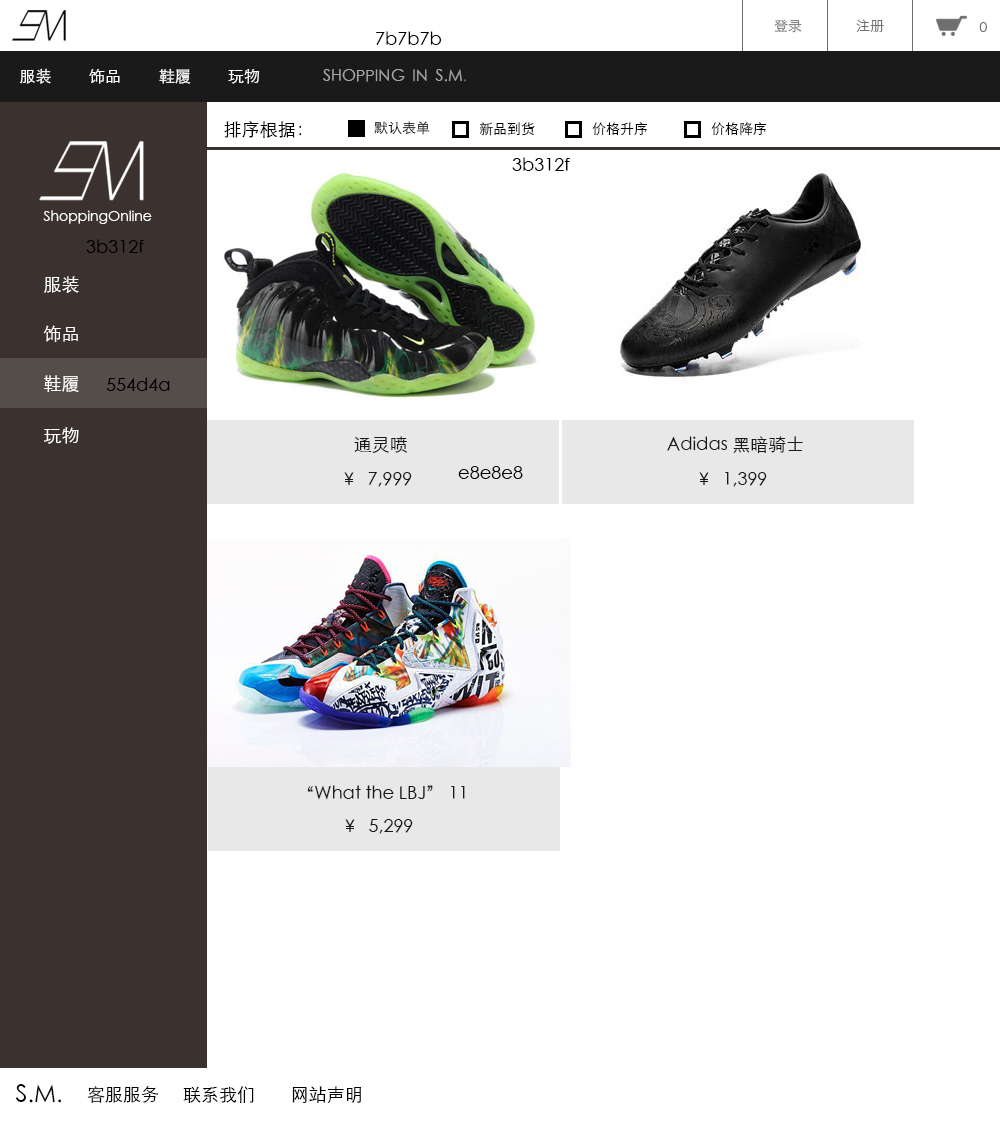 SM 登录 注册 0
7b7b7b
服装 饰品 鞋履 玩物 SHOPPING IN S.M.
排序根据： 默认表单 新品到货 价格升序 价格降序
3b312f
SM
ShoppingOnline
3b312f
服装
饰品
鞋履 554d4a
玩物
通灵喷
¥ 7,999
e8e8e8
Adidas 黑暗骑士
¥ 1,399
“What the LBJ” 11
¥ 5,299
S.M. 客服服务 联系我们 网站声明